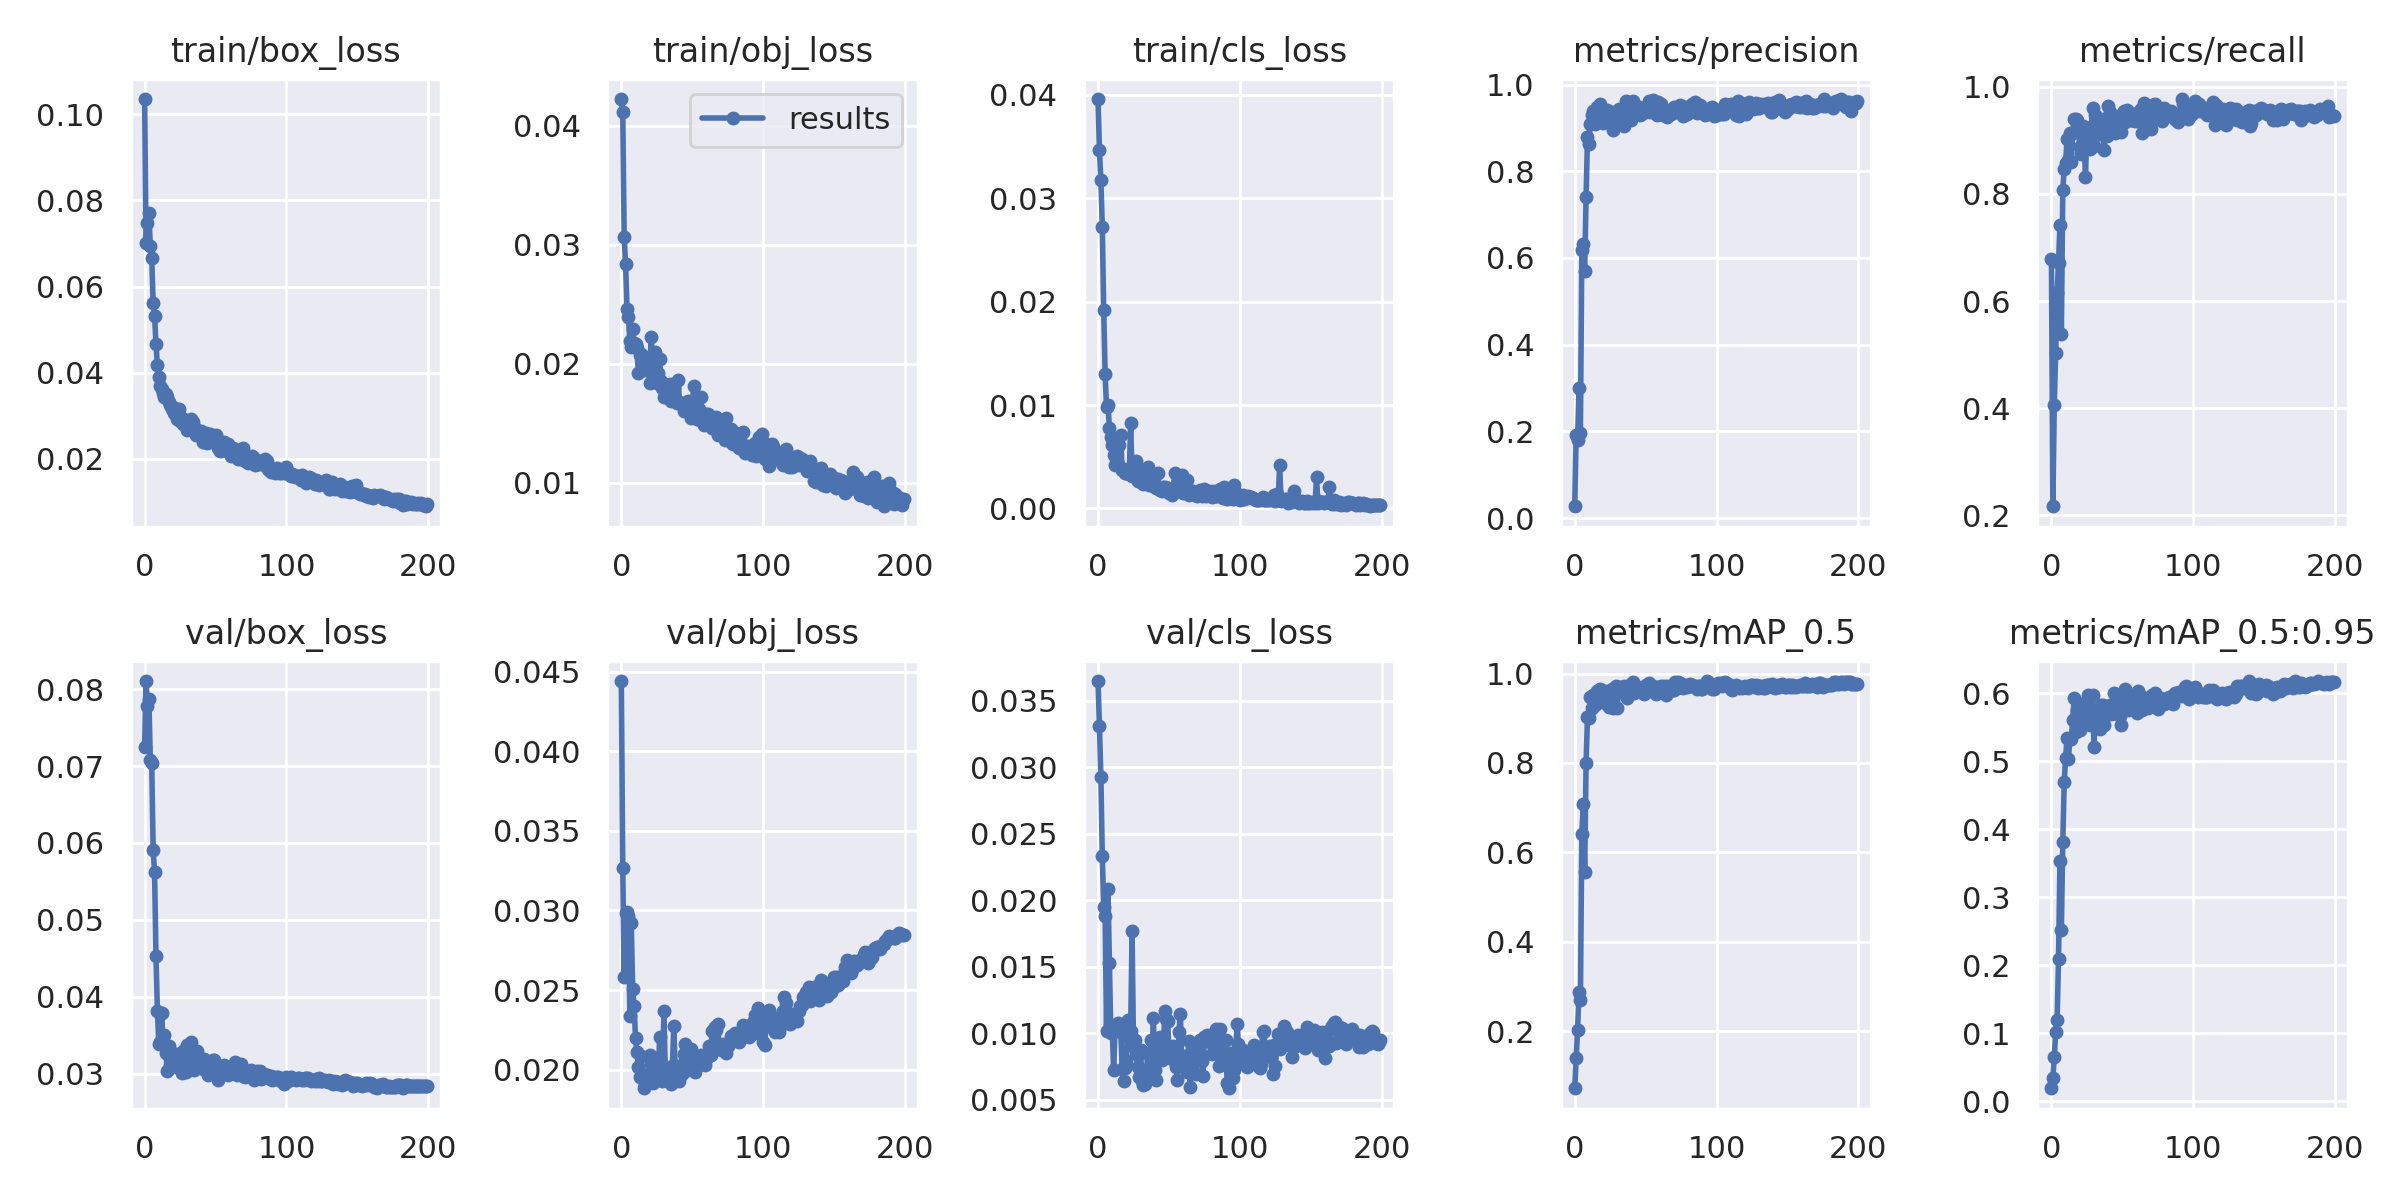 train/box_loss
0.10
0.08
0.06
0.04
0.02
0 100 200
train/obj_loss
results
0.04
0.03
0.02
0.01
0 100 200
train/cls_loss
0.04
0.03
0.02
0.01
0.00
0 100 200
metrics/precision
1.0
0.8
0.6
0.4
0.2
0.0
0 100 200
metrics/recall
1.0
0.8
0.6
0.4
0.2
0 100 200
val/box_loss
0.08
0.07
0.06
0.05
0.04
0.03
0 100 200
val/obj_loss
0.045
0.040
0.035
0.030
0.025
0.020
0 100 200
val/cls_loss
0.035
0.030
0.025
0.020
0.015
0.010
0.005
0 100 200
metrics/mAP_0.5
1.0
0.8
0.6
0.4
0.2
0 100 200
metrics/mAP_0.5:0.95
0.6
0.5
0.4
0.3
0.2
0.1
0.0
0 100 200